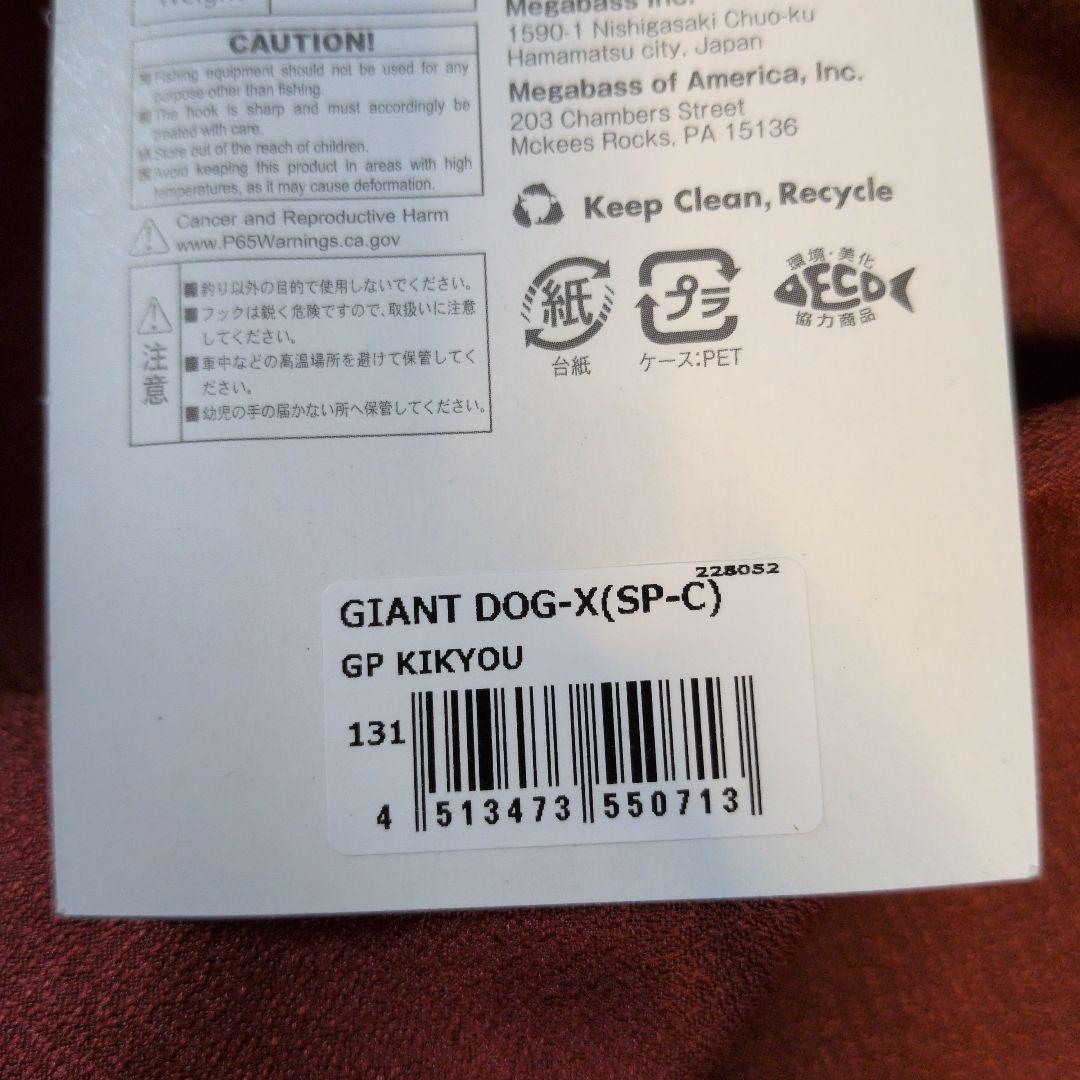 Weight
CAUTION!
Fishing equipment should not be used for any
purpose other than fishing.
The hook is sharp and must accordingly be
treated with care.
Store out of the reach of children.
Avoid keeping this product in areas with high
temperatures, as it may cause deformation.
Cancer and Reproductive Harm
www.P65Warnings.ca.gov
注意
■釣り以外の目的で使用しないでください。
■フックは鋭く危険ですので、取扱いに注意
してください。
■車中などの高温場所を避けて保管してく
ださい。
■幼児の手の届かない所へ保管してください。
Megabass Inc.
1590-1 Nishigasaki Chuo-ku
Hamamatsu city, Japan
Megabass of America, Inc.
203 Chambers Street
Mckees Rocks, PA 15136
Keep Clean, Recycle
紙
台紙
プラ
ケース:PET
環境・美化
ECO
協力商品
228052
GIANT DOG-X(SP-C)
GP KIKYOU
131
4 513473 550713